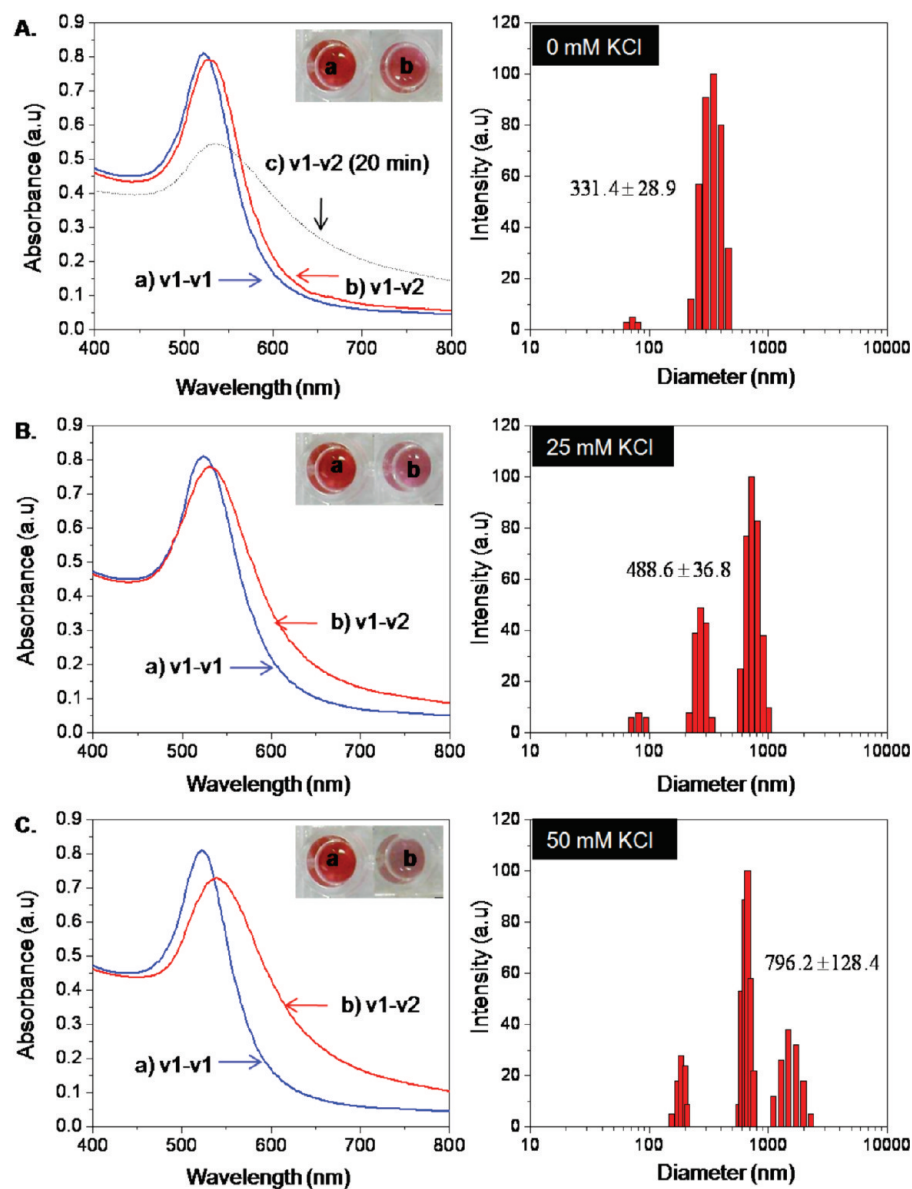 A.
0.9
0.8
0.7
0.6
0.5
0.4
0.3
0.2
0.1
0.0
Absorbance (a.u)
a
b
c) v1-v2 (20 min)
a) v1-v1
b) v1-v2
400 500 600 700 800
Wavelength (nm)
0 mM KCl
120
100
80
60
40
20
0
Intensity (a.u)
331.4±28.9
10 100 1000 10000
Diameter (nm)
B.
0.9
0.8
0.7
0.6
0.5
0.4
0.3
0.2
0.1
0.0
Absorbance (a.u)
a
b
b) v1-v2
a) v1-v1
400 500 600 700 800
Wavelength (nm)
25 mM KCl
120
100
80
60
40
20
0
Intensity (a.u)
488.6±36.8
10 100 1000 10000
Diameter (nm)
C.
0.9
0.8
0.7
0.6
0.5
0.4
0.3
0.2
0.1
0.0
Absorbance (a.u)
a
b
b) v1-v2
a) v1-v1
400 500 600 700 800
Wavelength (nm)
50 mM KCl
120
100
80
60
40
20
0
Intensity (a.u)
796.2±128.4
10 100 1000 10000
Diameter (nm)